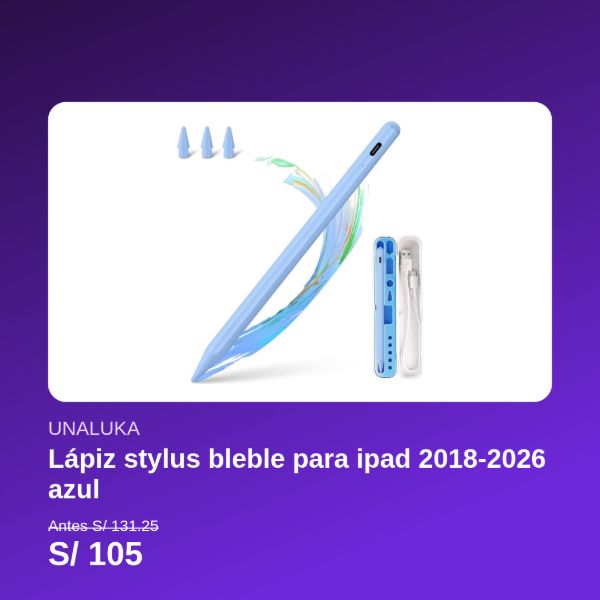 UNALUKA
Lápiz stylus bleble para ipad 2018-2026
azul
Antes S/ 131.25
S/ 105